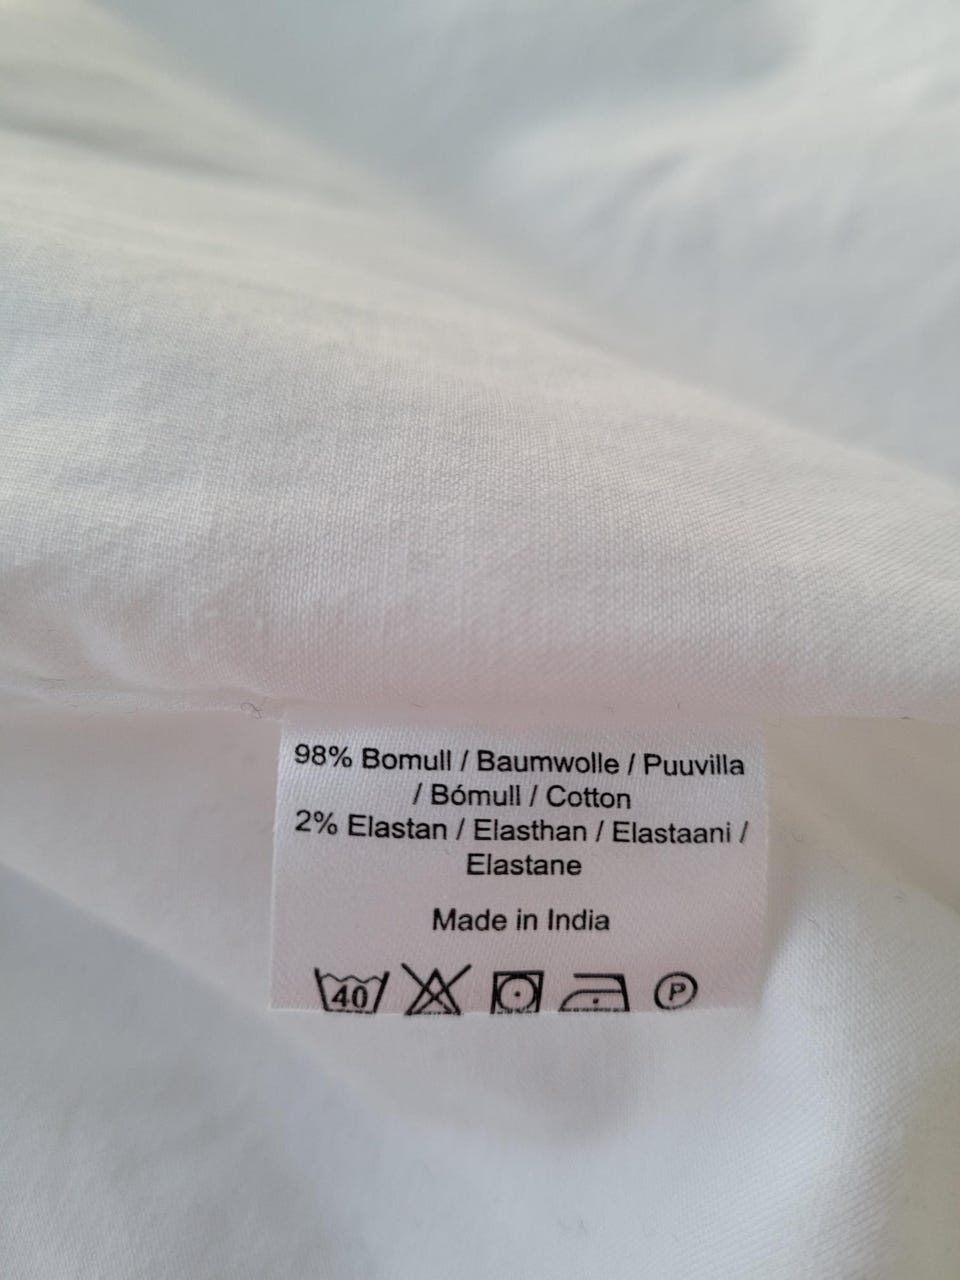 98% Bomull / Baumwolle / Puuvilla
/ Bómull / Cotton
2% Elastan / Elasthan / Elastaani /
Elastane
Made in India
40 P